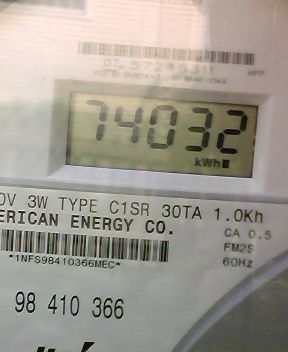 74032
kWh
0V 3W TYPE C1SR 30TA 1.0Kh
ERICAN ENERGY CO. CA 0.5
FM2S
*1NFS98410366MEC* 60Hz
98 410 366